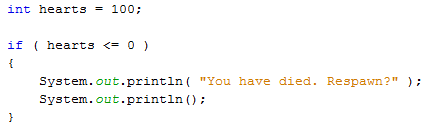 int hearts = 100;
if ( hearts <= 0 )
{
System.out.println( "You have died. Respawn?" );
System.out.println();
}